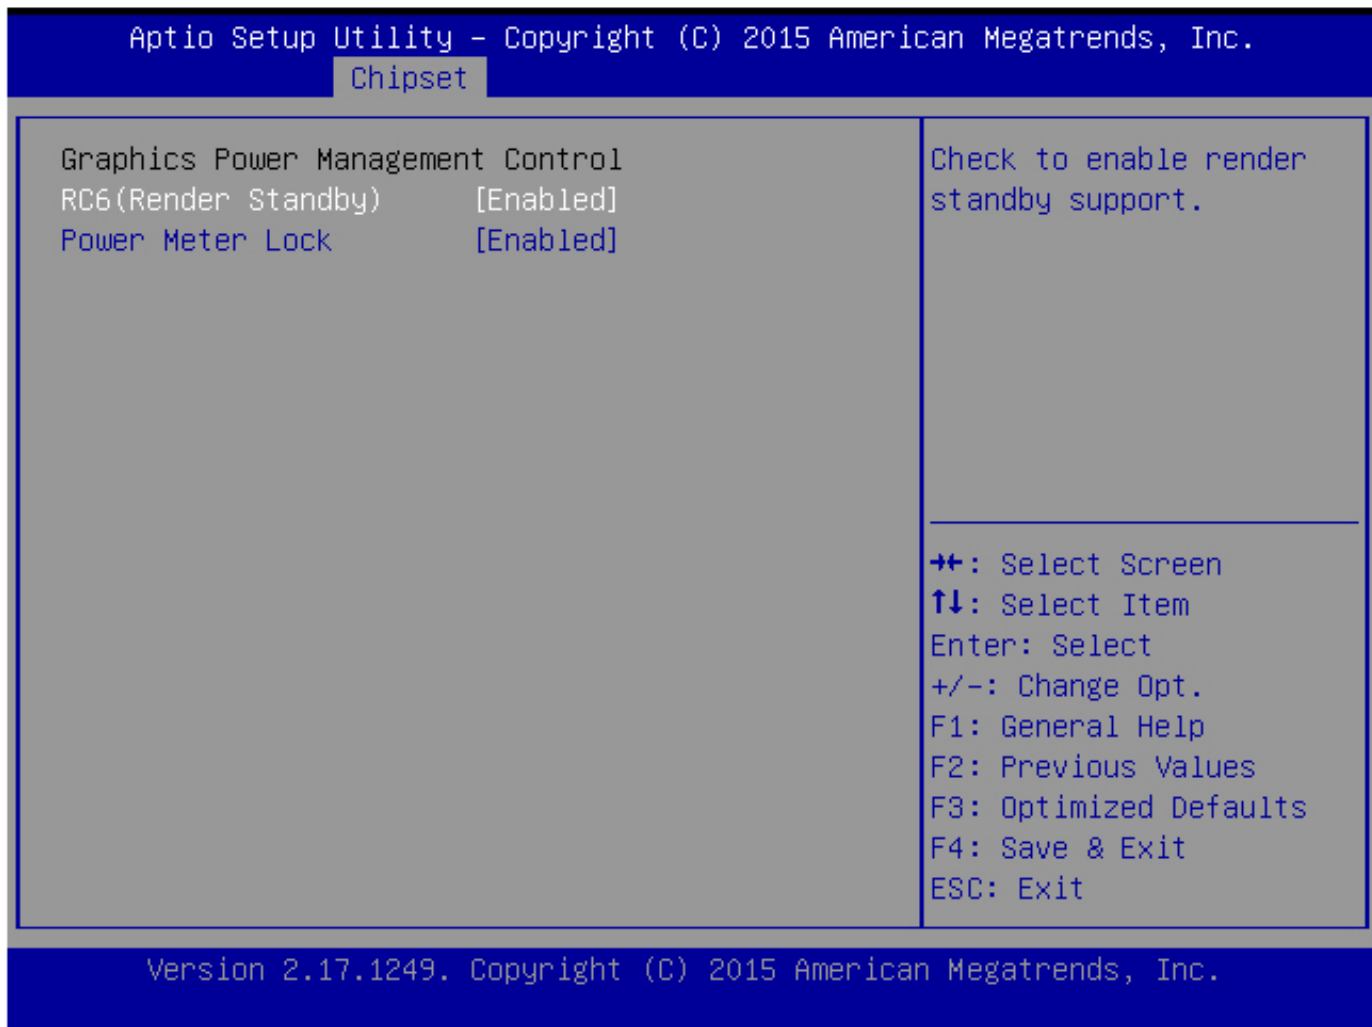 Aptio Setup Utility – Copyright (C) 2015 American Megatrends, Inc.
Chipset
Graphics Power Management Control
RC6(Render Standby) [Enabled]
Power Meter Lock [Enabled]
Check to enable render
standby support.
→←: Select Screen
↑↓: Select Item
Enter: Select
+/-: Change Opt.
F1: General Help
F2: Previous Values
F3: Optimized Defaults
F4: Save & Exit
ESC: Exit
Version 2.17.1249. Copyright (C) 2015 American Megatrends, Inc.